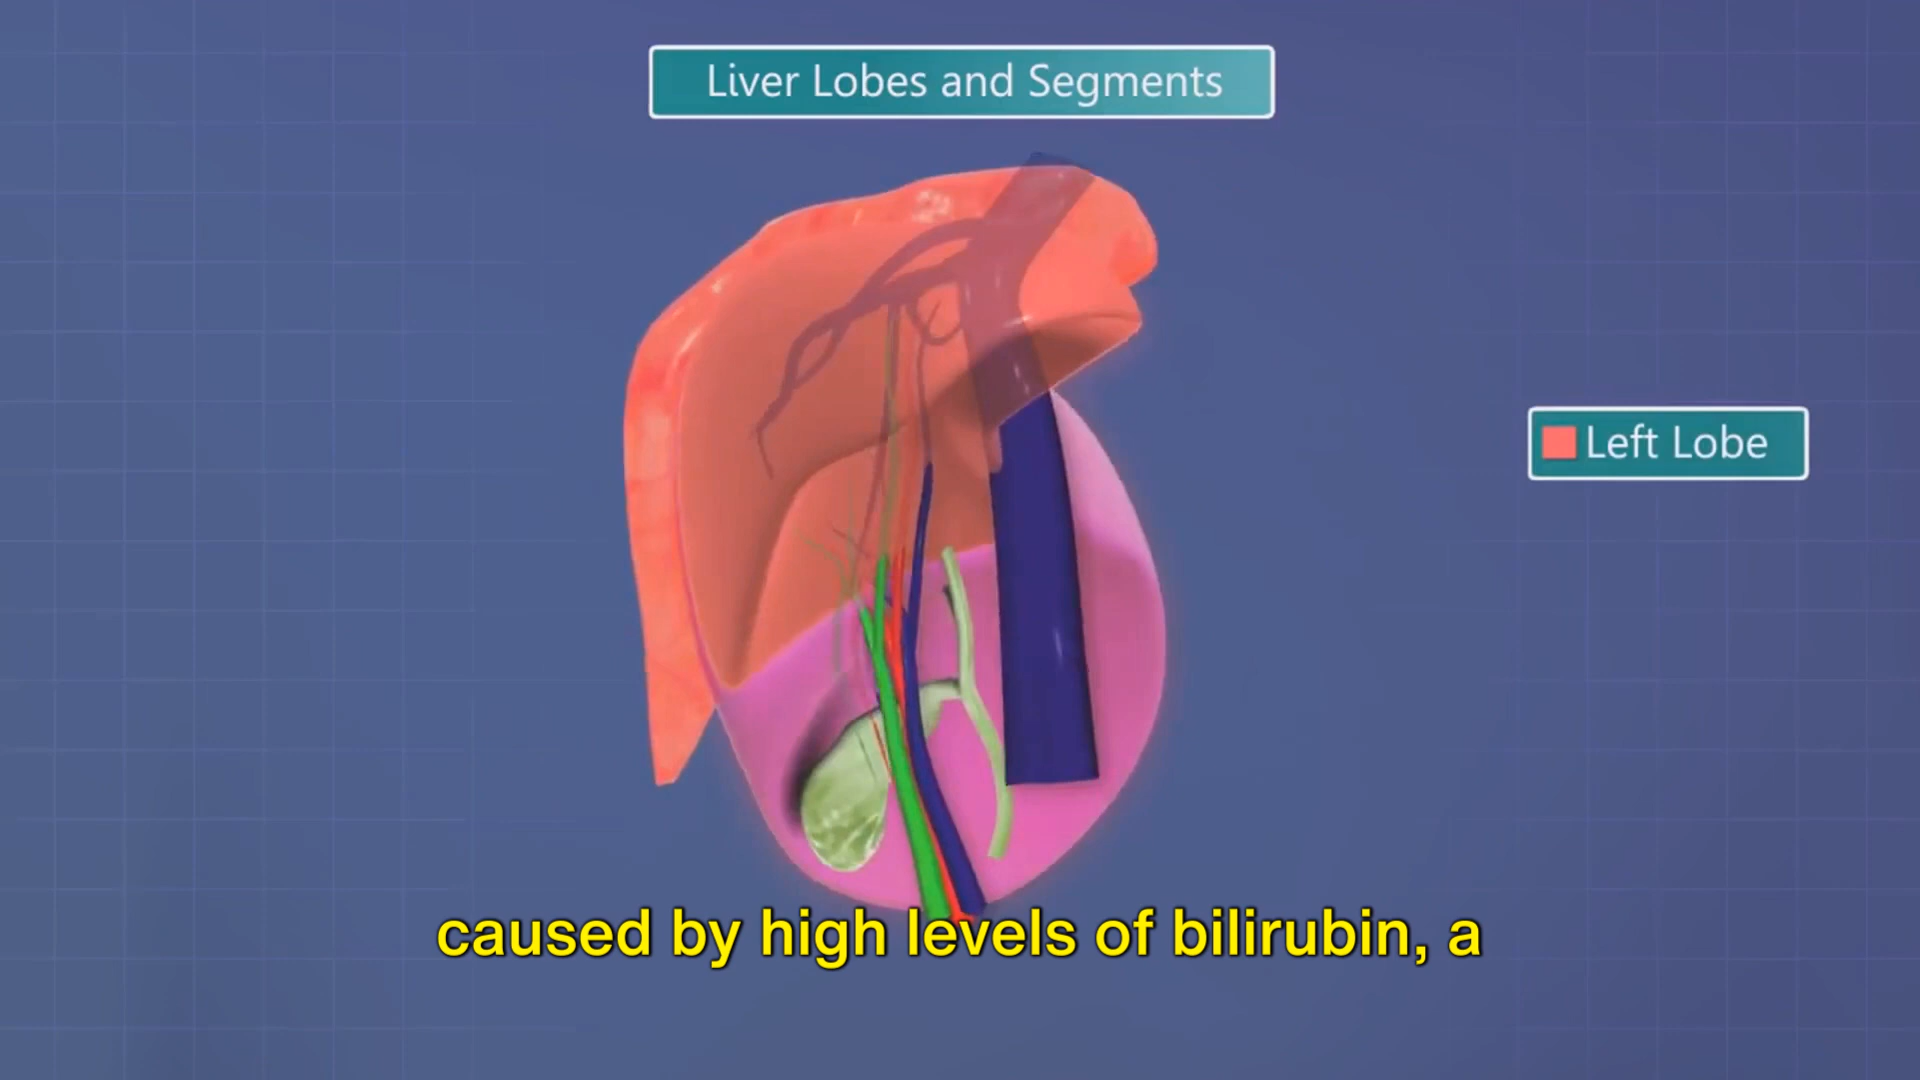 Liver Lobes and Segments
Left Lobe
caused by high levels of bilirubin, a